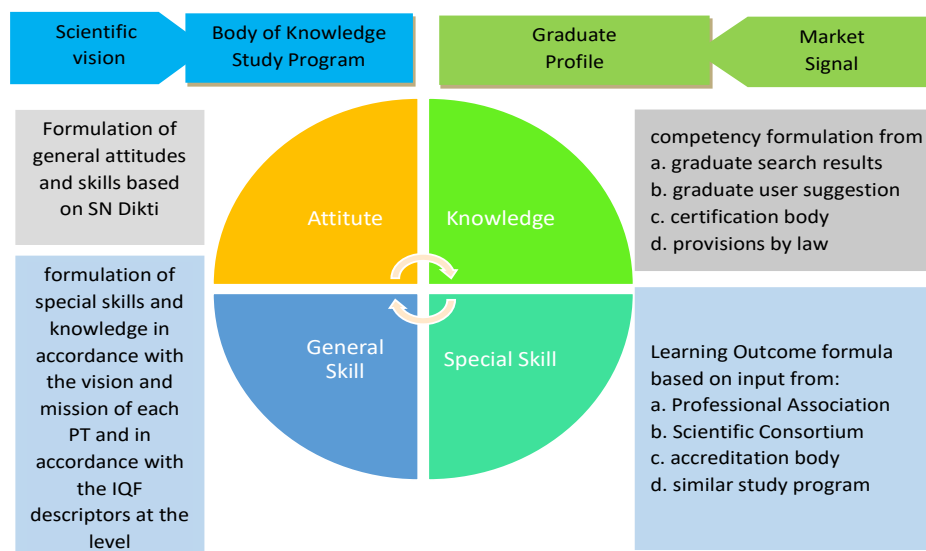 Scientific
vision
Body of Knowledge
Study Program
Graduate
Profile
Market
Signal
Formulation of
general attitudes
and skills based
on SN Dikti
formulation of
special skills and
knowledge in
accordance with
the vision and
mission of each
PT and in
accordance with
the IQF
descriptors at the
level
Attitute
Knowledge
General
Skill
Special Skill
competency formulation from
a. graduate search results
b. graduate user suggestion
c. certification body
d. provisions by law
Learning Outcome formula
based on input from:
a. Professional Association
b. Scientific Consortium
c. accreditation body
d. similar study program